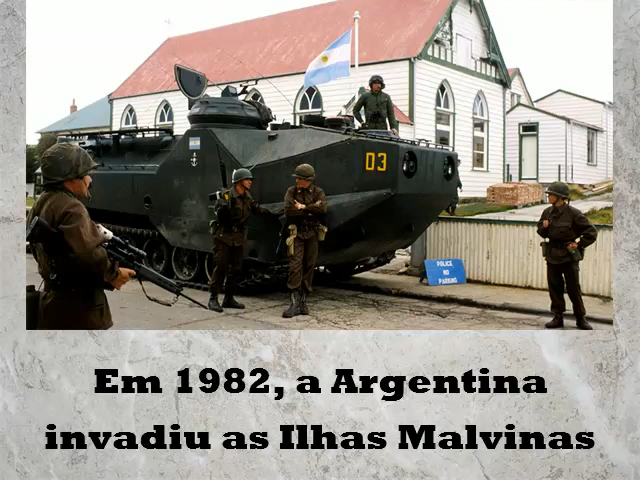 03
POLICE
NO
PARKING
Em 1982, a Argentina
invadiu as Ilhas Malvinas